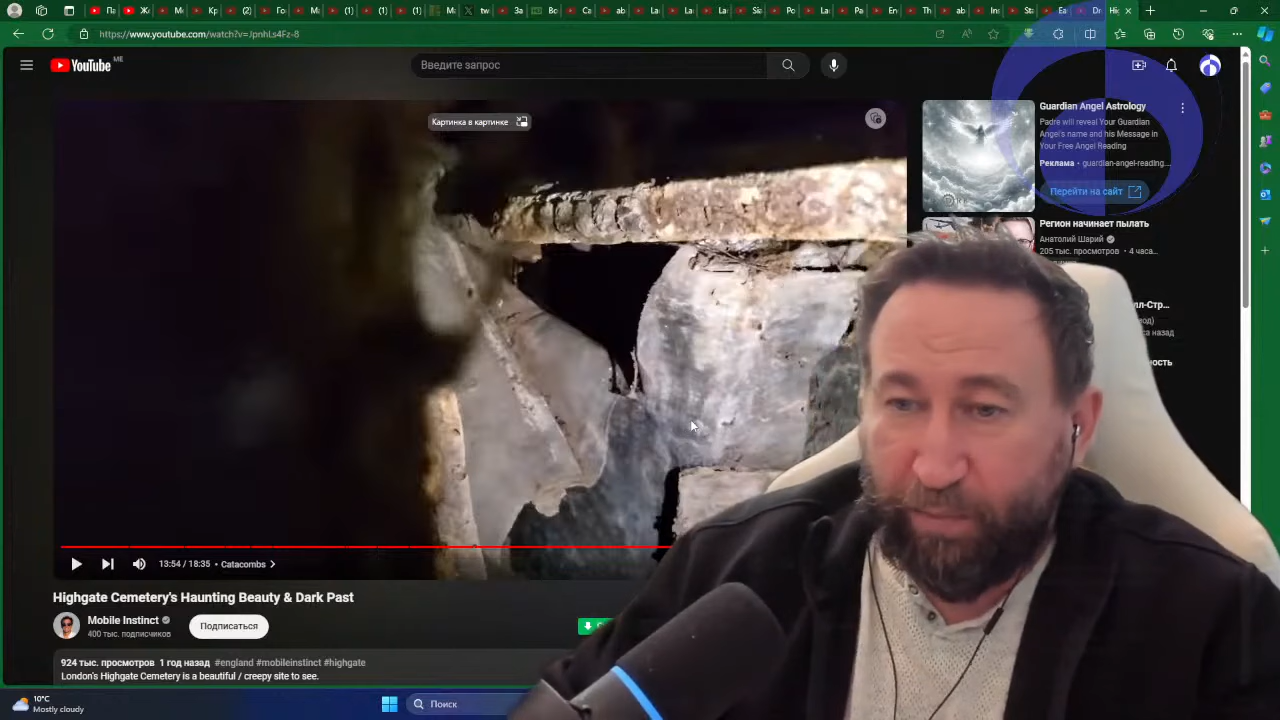 https://www.youtube.com/watch?v=JpnhLs4Fz-8
YouTube ME
Введите запрос
Картинка в картинке
Guardian Angel Astrology
Padre will reveal Your Guardian
Angel's name and his Message in
Your Free Angel Reading
Реклама • guardian-angel-reading...
Перейти на сайт
Регион начинает пылать
Анатолий Шарий
205 тыс. просмотров • 4 часа...
13:54 / 18:35 • Catacombs
Highgate Cemetery's Haunting Beauty & Dark Past
Mobile Instinct
400 тыс. подписчиков
Подписаться
924 тыс. просмотров 1 год назад #england #mobileinstinct #highgate
London's Highgate Cemetery is a beautiful / creepy site to see.
10°C
Mostly cloudy
Поиск